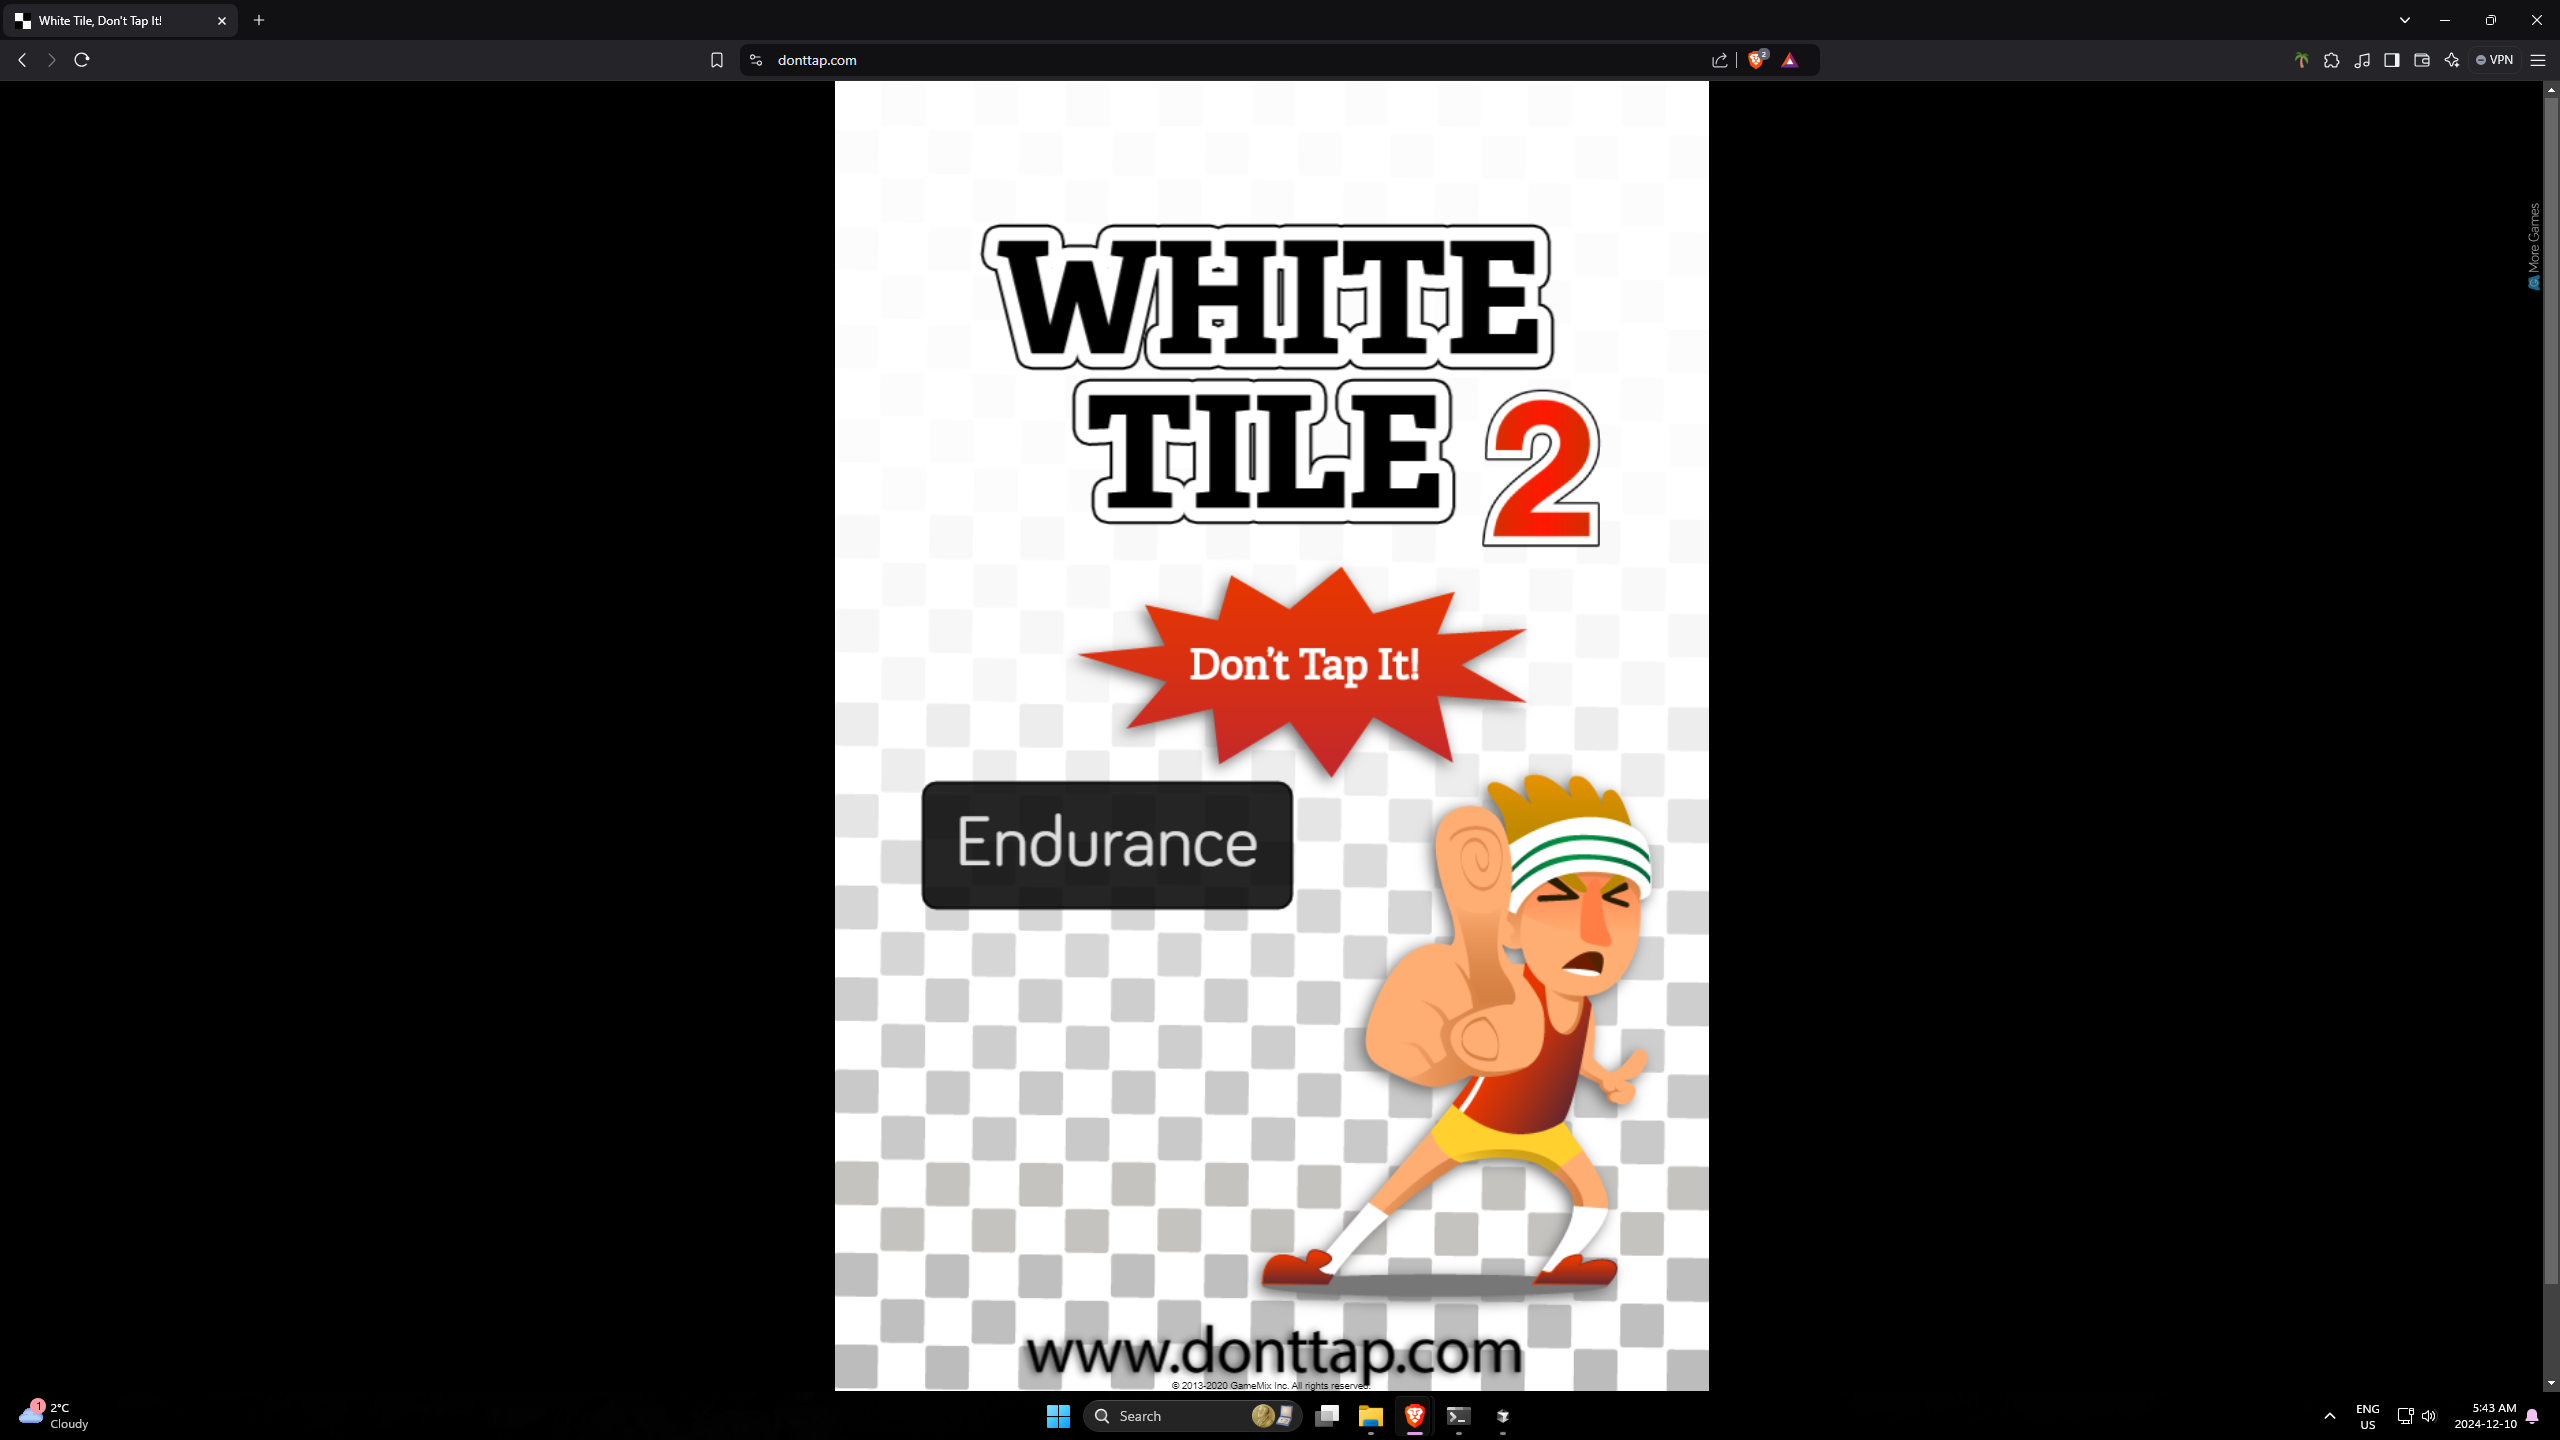 White Tile, Don't Tap It!
donttap.com
2
VPN
More Games
WHITE
TILE 2
Don't Tap It!
Endurance
www.donttap.com
© 2013-2020 GameMix Inc. All rights reserved.
1
2°C
Cloudy
Search
ENG
US
5:43 AM
2024-12-10